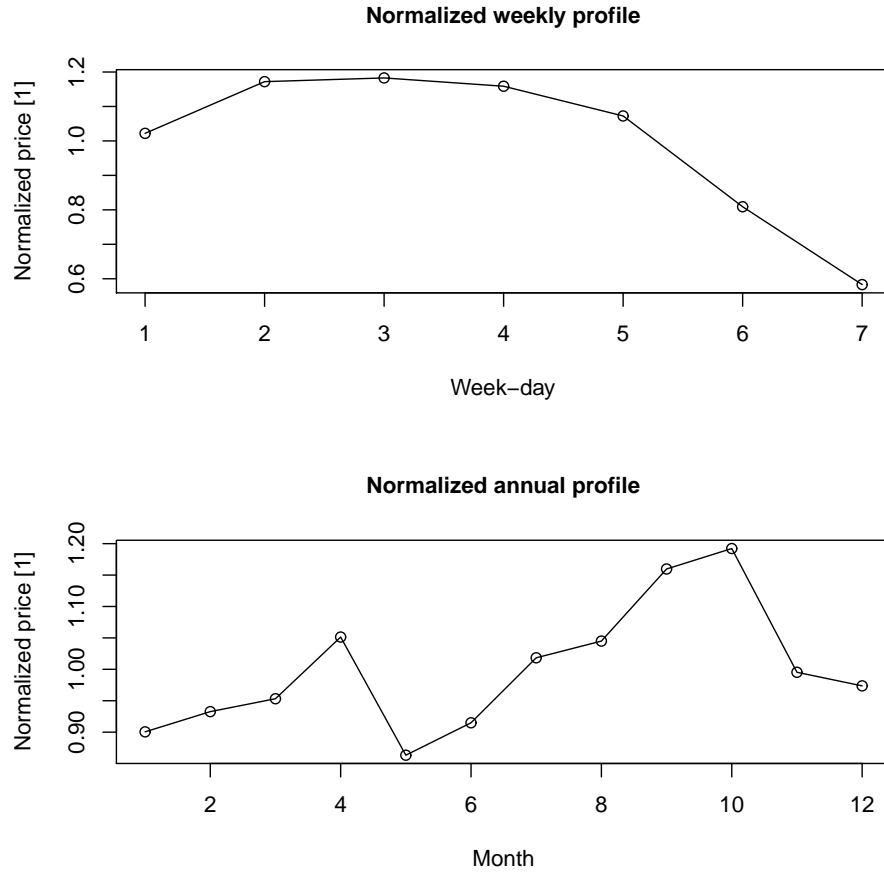 Normalized weekly profile
Normalized price [1]
1.2
1.0
0.8
0.6
1 2 3 4 5 6 7
Week−day
Normalized annual profile
Normalized price [1]
1.20
1.10
1.00
0.90
2 4 6 8 10 12
Month